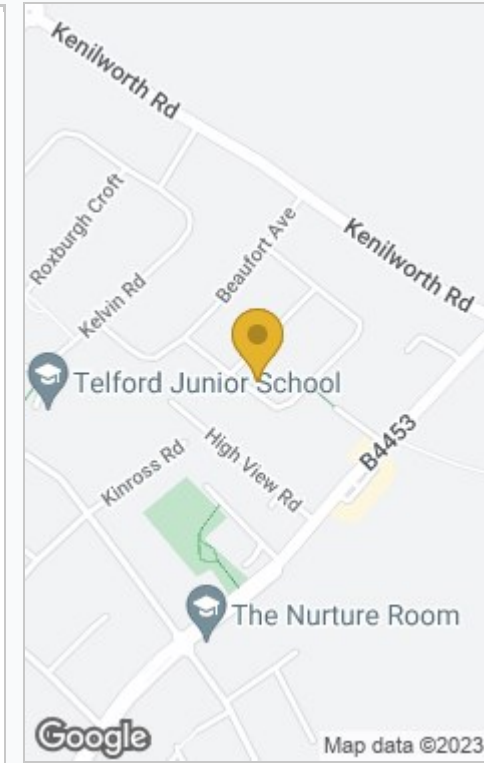 Kenilworth Rd
Roxburgh Croft
Beaufort Ave
Kenilworth Rd
Kelvin Rd
Telford Junior School
B4453
High View Rd
Kinross Rd
The Nurture Room
Google
Map data ©2023